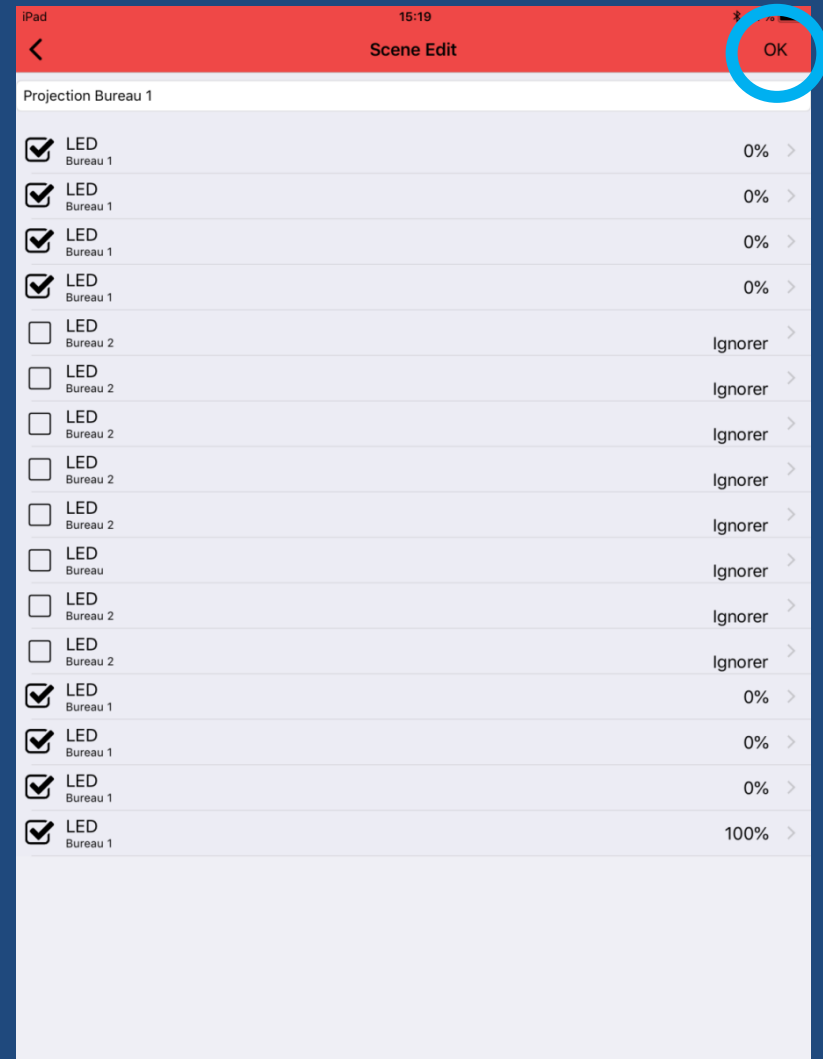 iPad 15:19 %
Scene Edit OK
Projection Bureau 1
LED
Bureau 1
0%
LED
Bureau 1
0%
LED
Bureau 1
0%
LED
Bureau 1
0%
LED
Bureau 2
Ignorer
LED
Bureau 2
Ignorer
LED
Bureau 2
Ignorer
LED
Bureau 2
Ignorer
LED
Bureau 2
Ignorer
LED
Bureau
Ignorer
LED
Bureau 2
Ignorer
LED
Bureau 2
Ignorer
LED
Bureau 1
0%
LED
Bureau 1
0%
LED
Bureau 1
0%
LED
Bureau 1
100%